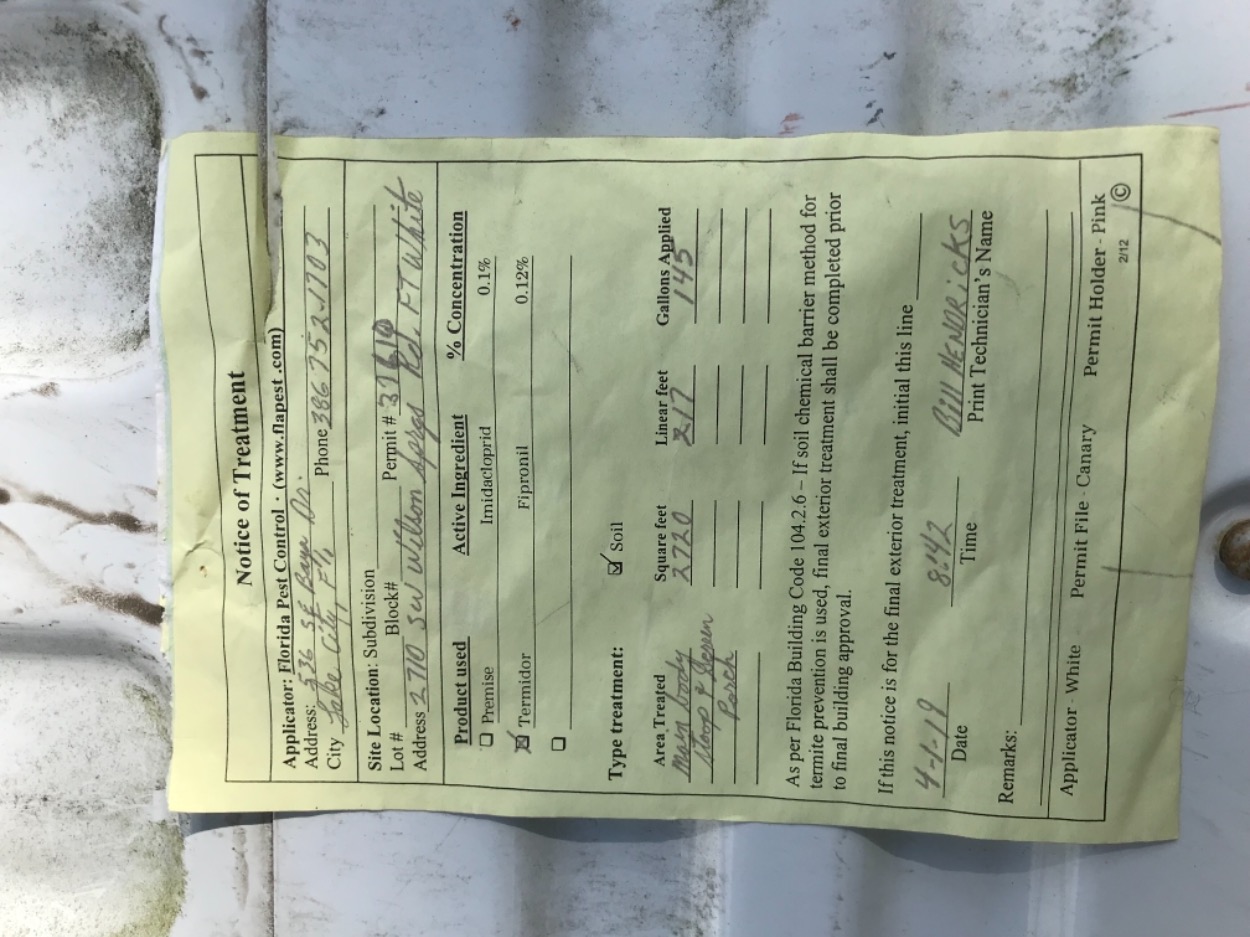 Notice of Treatment
Applicator: Florida Pest Control · (www.flapest.com)
Address: 536 SE Baya Dr.
City Lake City, Fl. Phone 386 752-1703
Site Location: Subdivision
Lot # Block# Permit # 37610
Address 2710 SW Wilson Spgs Rd. FT White
Product used Active Ingredient % Concentration
Premise Imidacloprid 0.1%
Termidor Fipronil 0.12%
Type treatment: Soil
Area Treated Square feet Linear feet Gallons Applied
Main body 2720 217 145
stoop & Screen
Porch
As per Florida Building Code 104.2.6 – If soil chemical barrier method for
termite prevention is used, final exterior treatment shall be completed prior
to final building approval.
If this notice is for the final exterior treatment, initial this line
4-1-19 8:42 Bill HENDRicKS
Date Time Print Technician's Name
Remarks:
Applicator - White Permit File - Canary Permit Holder - Pink
2/12 ©